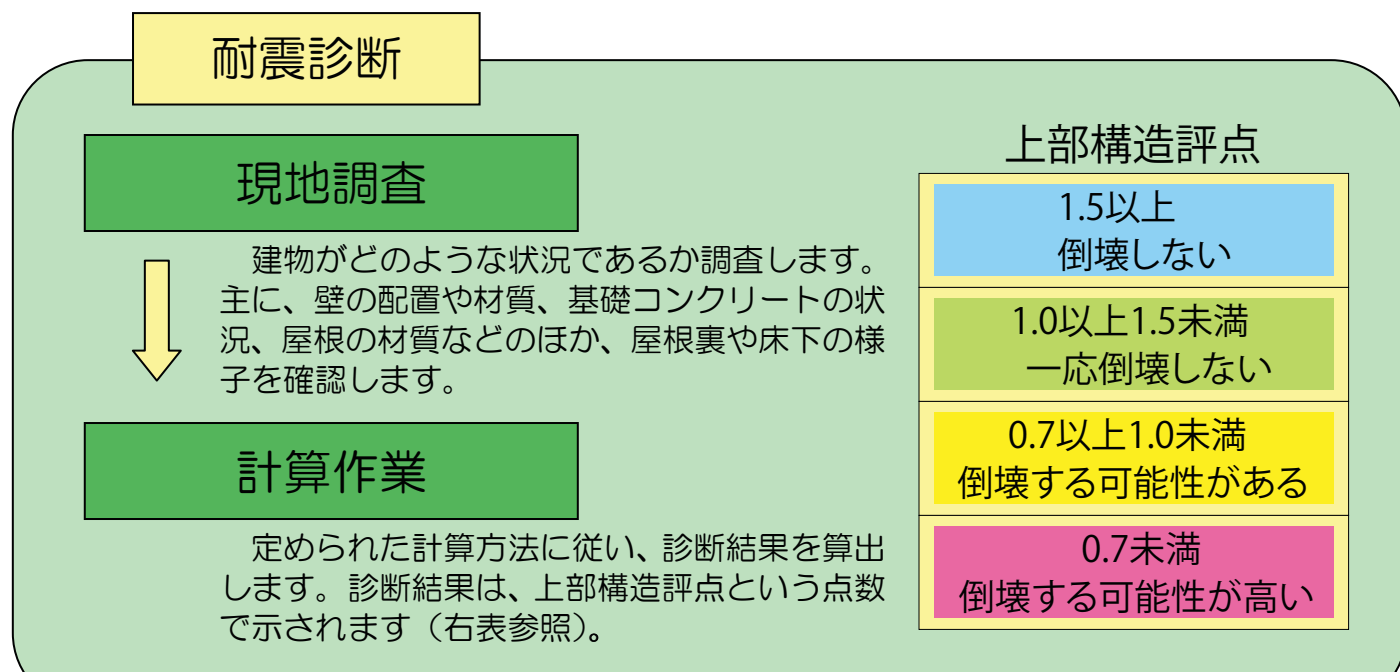 耐震診断
現地調査
　建物がどのような状況であるか調査します。
主に、壁の配置や材質、基礎コンクリートの状
況、屋根の材質などのほか、屋根裏や床下の様
子を確認します。
計算作業
　定められた計算方法に従い、診断結果を算出
します。診断結果は、上部構造評点という点数
で示されます（右表参照）。
上部構造評点
1.5以上
倒壊しない
1.0以上1.5未満
一応倒壊しない
0.7以上1.0未満
倒壊する可能性がある
0.7未満
倒壊する可能性が高い